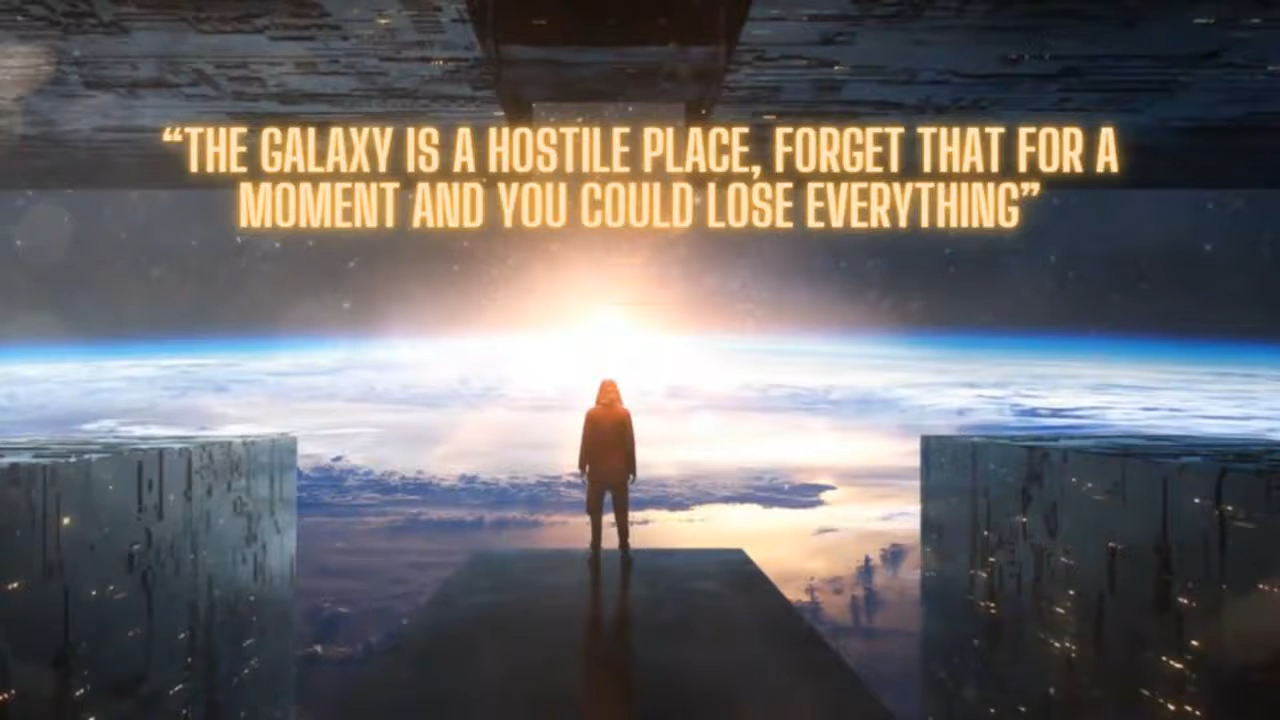 “THE GALAXY IS A HOSTILE PLACE, FORGET THAT FOR A
MOMENT AND YOU COULD LOSE EVERYTHING”